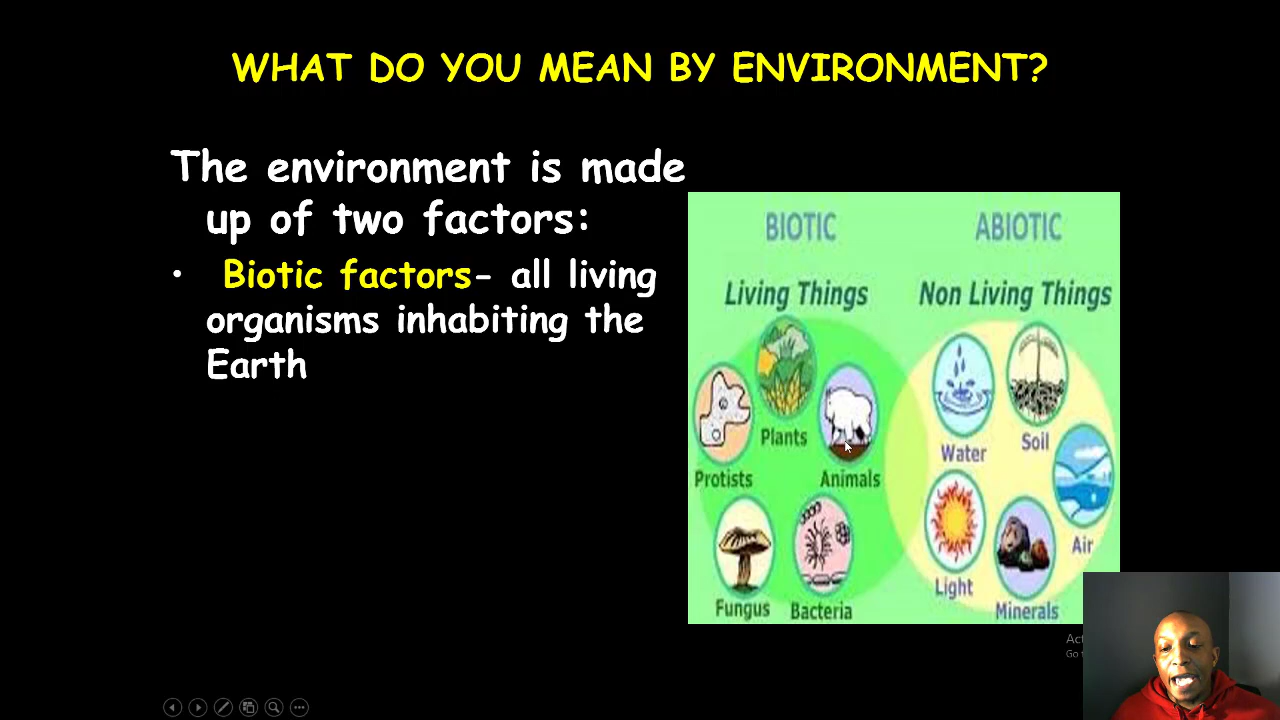 WHAT DO YOU MEAN BY ENVIRONMENT?
The environment is made
up of two factors:
• Biotic factors- all living
organisms inhabiting the
Earth
BIOTIC
ABIOTIC
Living Things
Non Living Things
Plants
Protists
Animals
Fungus
Bacteria
Water
Soil
Air
Light
Minerals